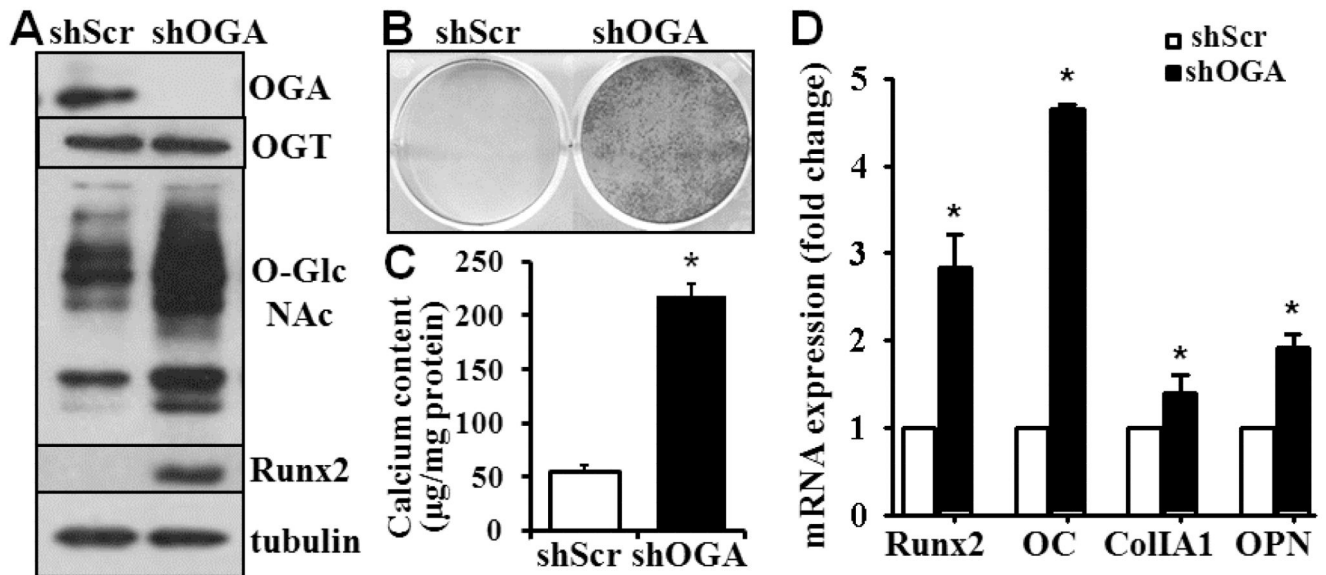 A
shScr shOGA
OGA
OGT
O-Glc
NAc
Runx2
tubulin
B
shScr shOGA
C
Calcium content
(µg/mg protein)
250
200
150
100
50
0
*
shScr shOGA
D
shScr
shOGA
mRNA expression (fold change)
5
4
3
2
1
0
* * * *
Runx2 OC ColIA1 OPN